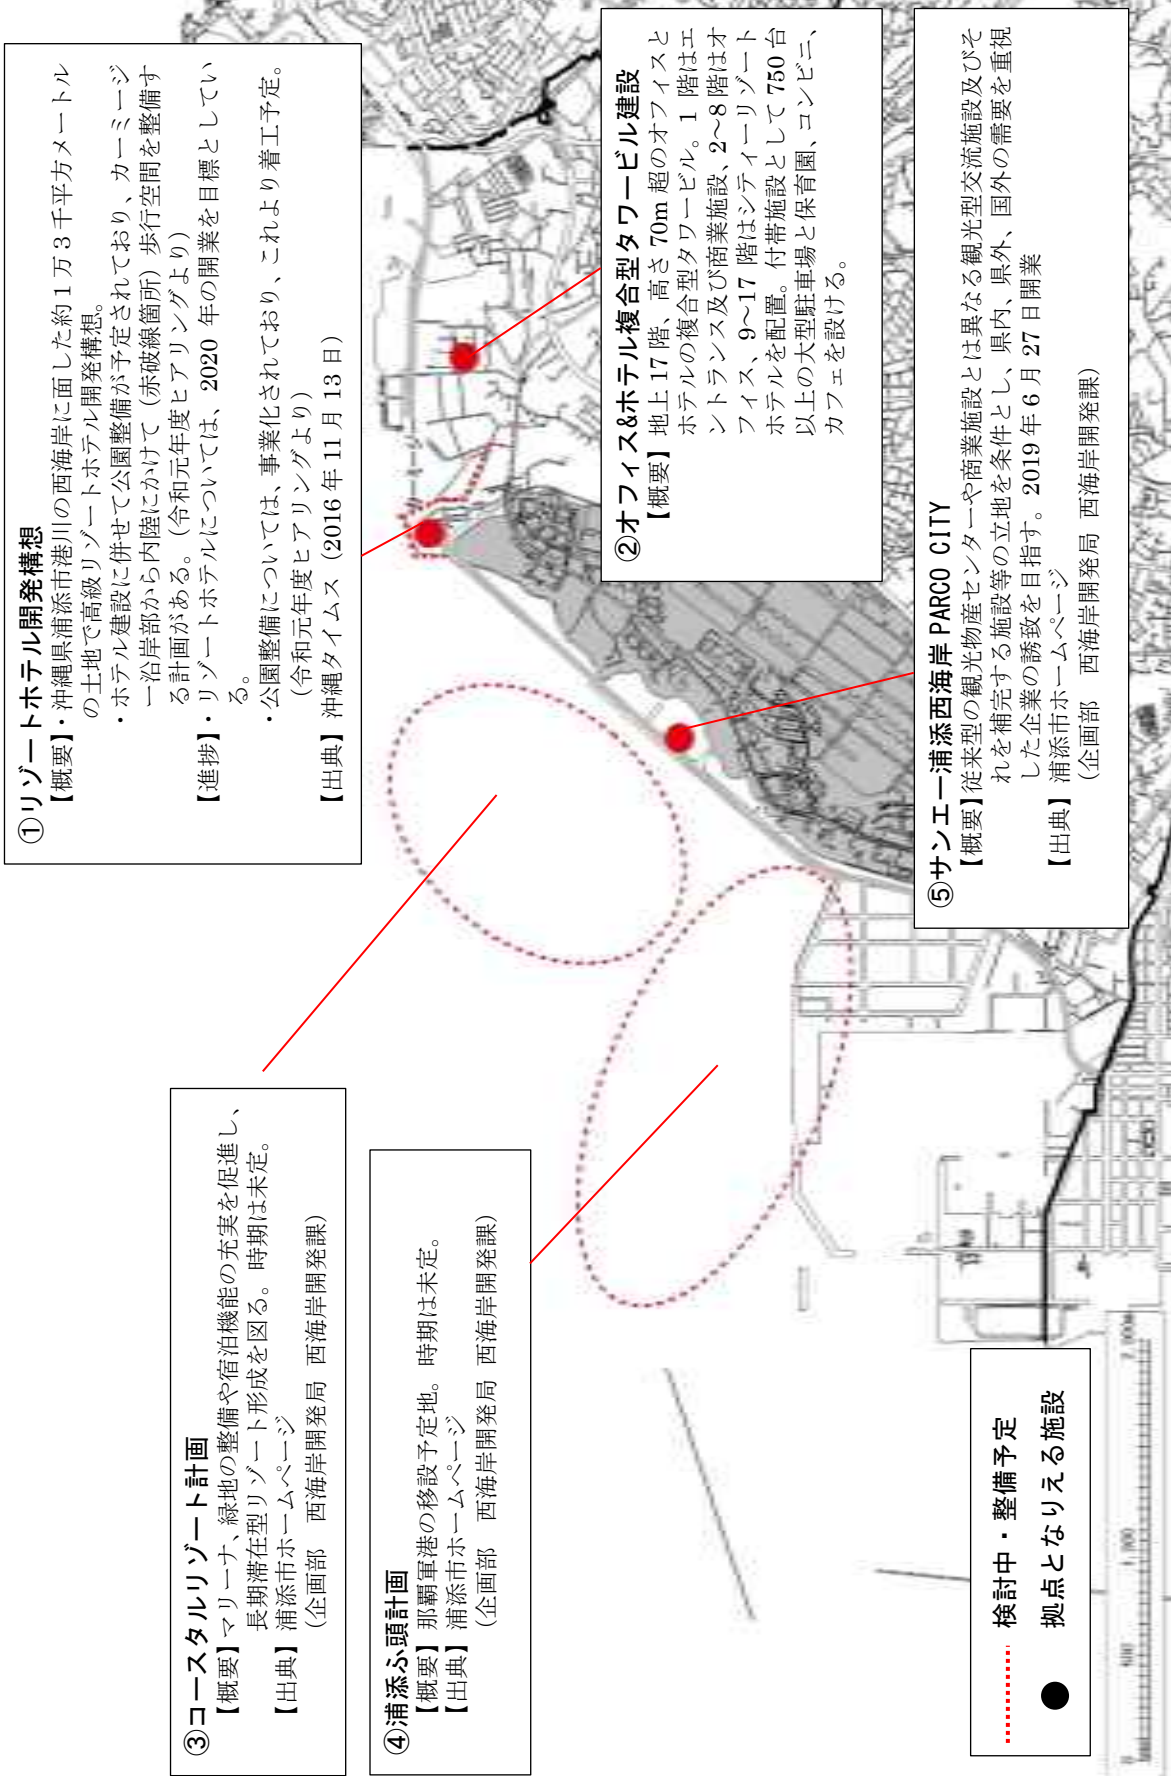 ①リゾートホテル開発構想
【概要】・沖縄県浦添市港川の西海岸に面した約1万3千平方メートル
の土地で高級リゾートホテル開発構想。
・ホテル建設に併せて公園整備が予定されており、カーミージ
ー沿岸部から内陸にかけて（赤破線箇所）歩行空間を整備す
る計画がある。（令和元年度ヒアリングより）
【進捗】・リゾートホテルについては、2020 年の開業を目標としてい
る。
・公園整備については、事業化されており、これより着工予定。
（令和元年度ヒアリングより）
【出典】沖縄タイムス（2016 年 11 月 13 日）
②オフィス&ホテル複合型タワービル建設
【概要】地上 17 階、高さ 70m 超のオフィスと
ホテルの複合型タワービル。1 階はエ
ントランス及び商業施設、2～8 階はオ
フィス、9～17 階はシティーリゾート
ホテルを配置。付帯施設として 750 台
以上の大型駐車場と保育園、コンビニ、
カフェを設ける。
③コースタルリゾート計画
【概要】マリーナ、緑地の整備や宿泊機能の充実を促進し、
長期滞在型リゾート形成を図る。時期は未定。
【出典】浦添市ホームページ
（企画部 西海岸開発局 西海岸開発課）
④浦添ふ頭計画
【概要】那覇軍港の移設予定地。時期は未定。
【出典】浦添市ホームページ
（企画部 西海岸開発局 西海岸開発課）
⑤サンエー浦添西海岸 PARCO CITY
【概要】従来型の観光物産センターや商業施設とは異なる観光型交流施設及びそ
れを補完する施設等の立地を条件とし、県内、県外、国外の需要を重視
した企業の誘致を目指す。2019 年 6 月 27 日開業
【出典】浦添市ホームページ
（企画部 西海岸開発局 西海岸開発課）
検討中・整備予定
拠点となりえる施設